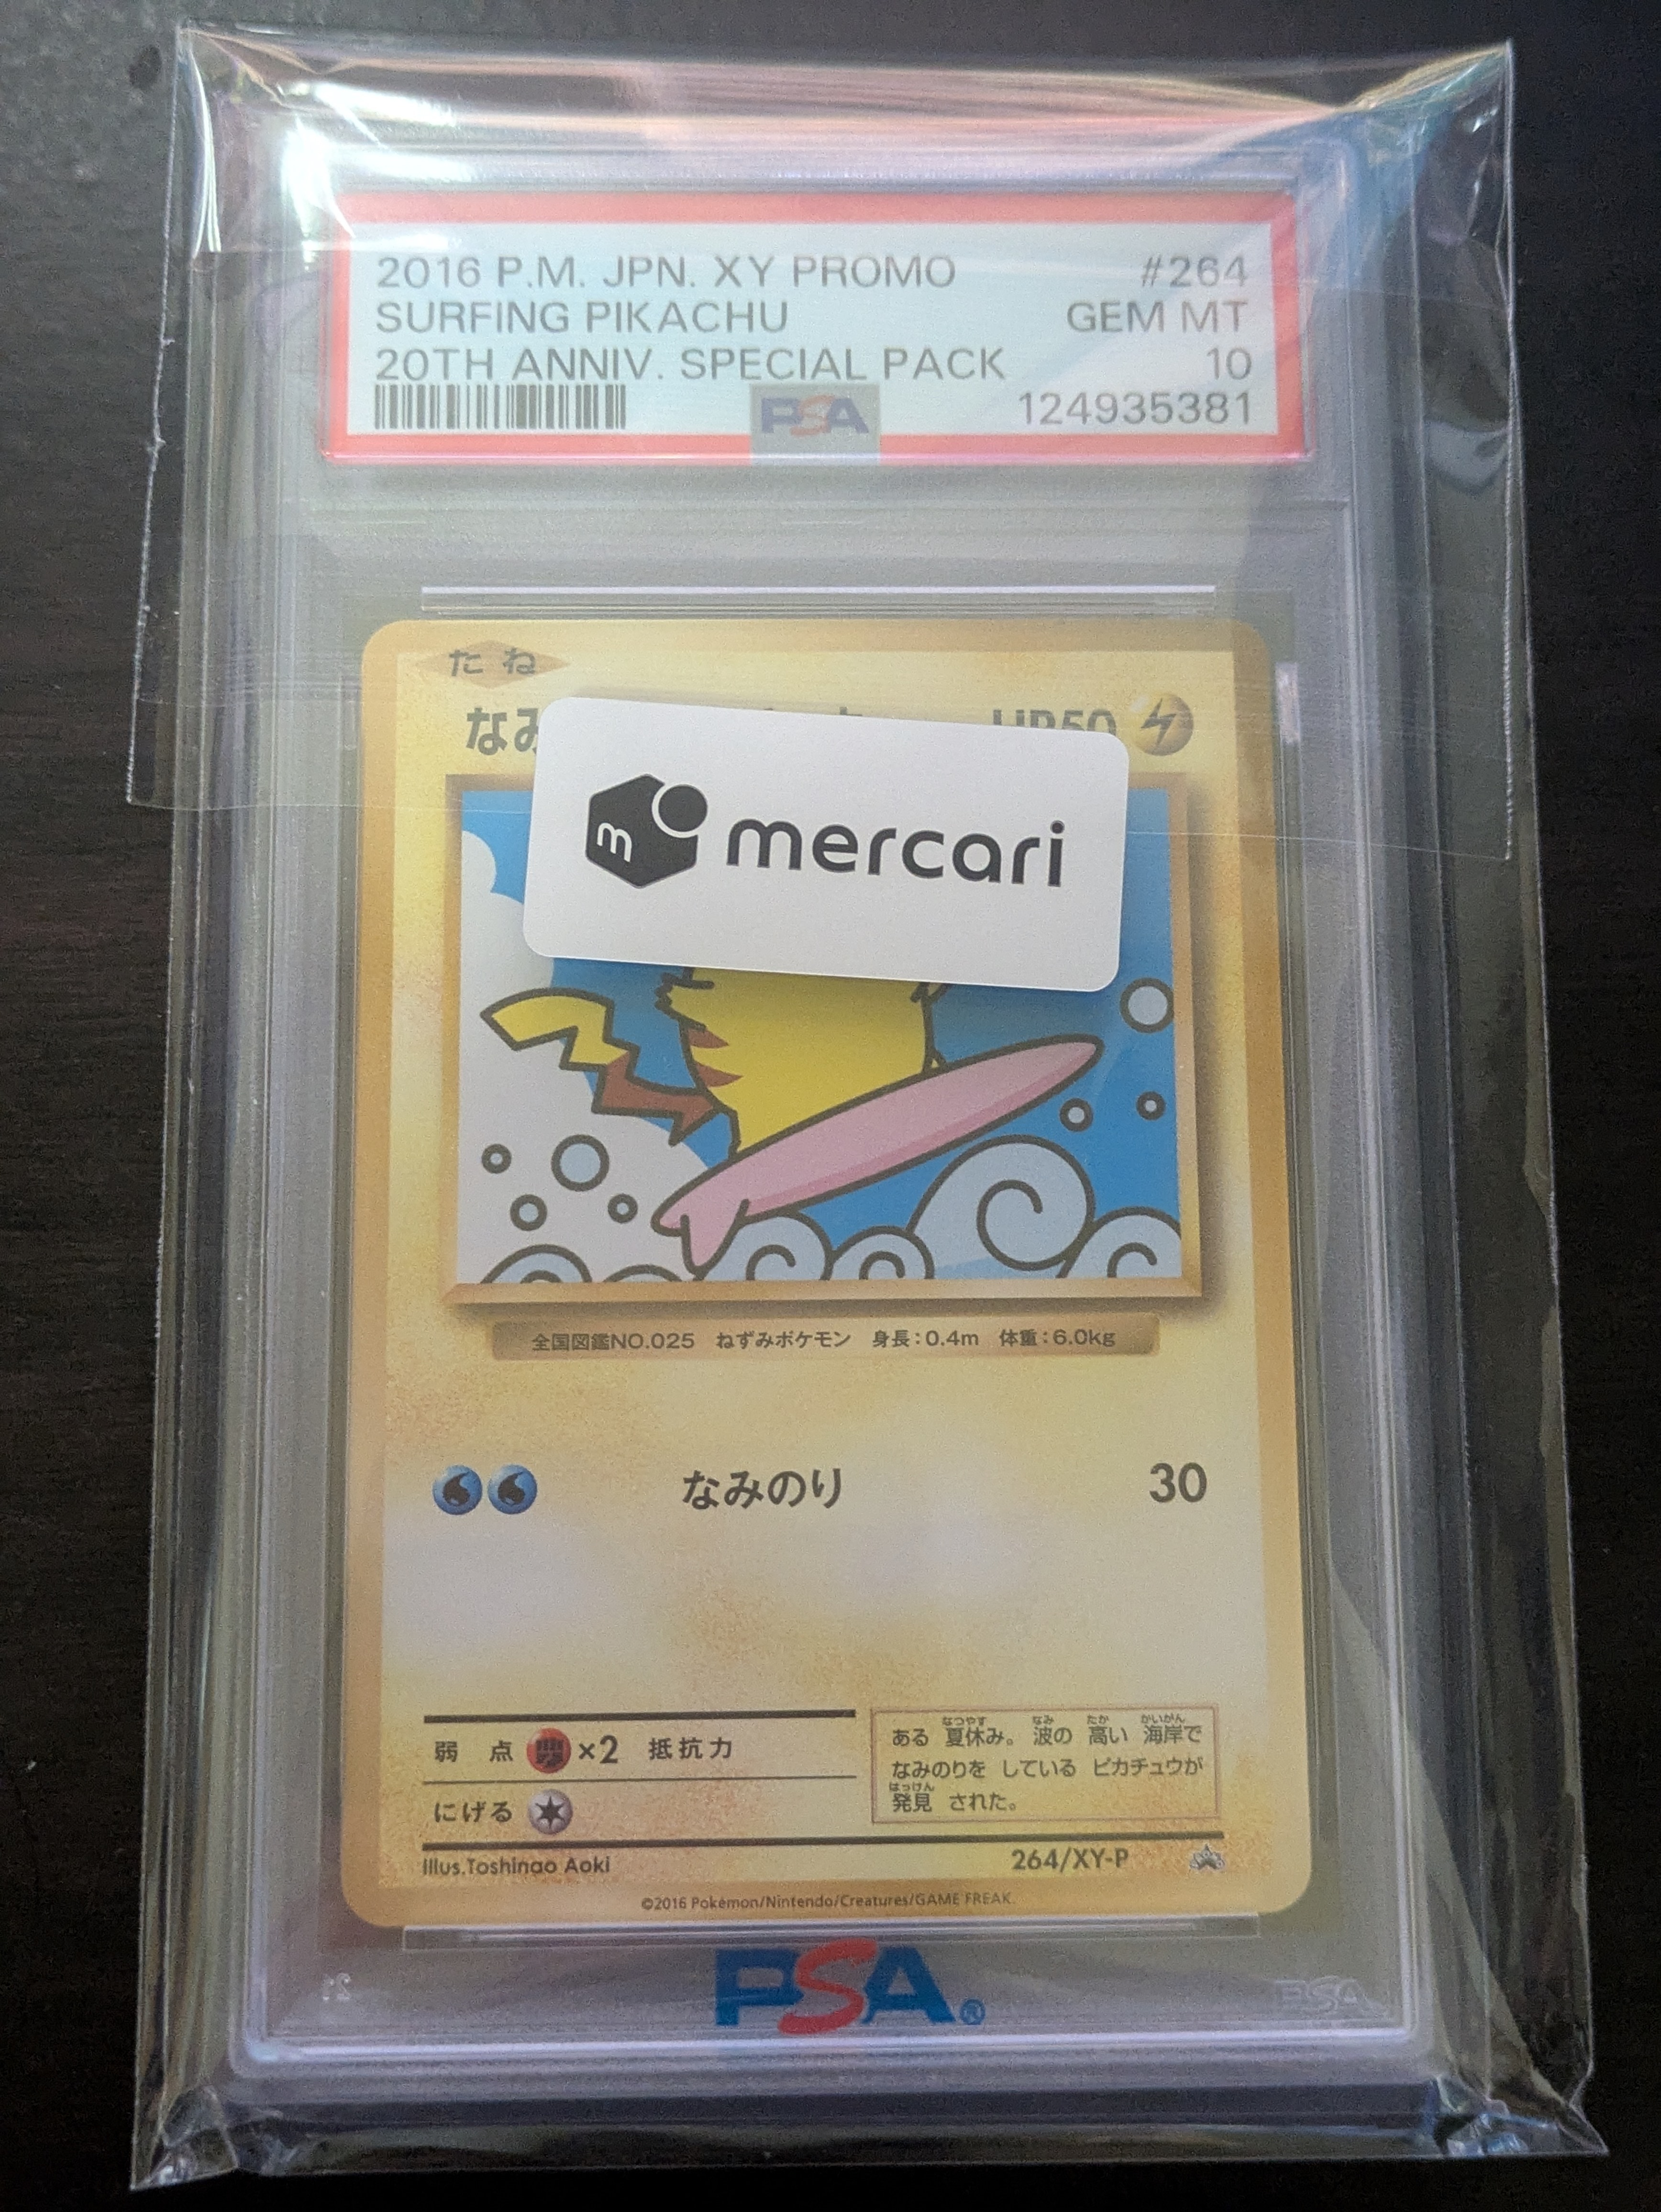 2016 P.M. JPN. XY PROMO #264
SURFING PIKACHU GEM MT
20TH ANNIV. SPECIAL PACK 10
PSA 124935381
たね
なみ HP50
m mercari
全国図鑑NO.025 ねずみポケモン 身長:0.4m 体重:6.0kg
なみのり 30
弱点 ×2 抵抗力
にげる
ある 夏休み。 波の 高い 海岸で
なみのりを している ピカチュウが
発見 された。
Illus.Toshinao Aoki 264/XY-P
©2016 Pokémon/Nintendo/Creatures/GAME FREAK.
PSA®
PSA